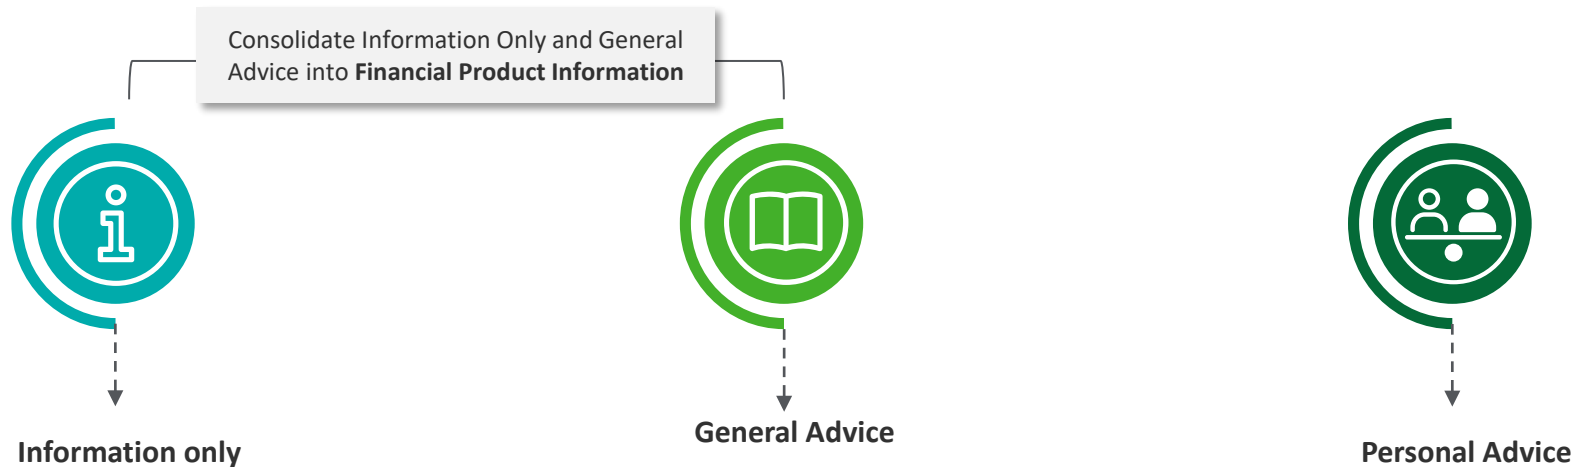 Consolidate Information Only and General
Advice into Financial Product Information
Information only
General Advice
Personal Advice